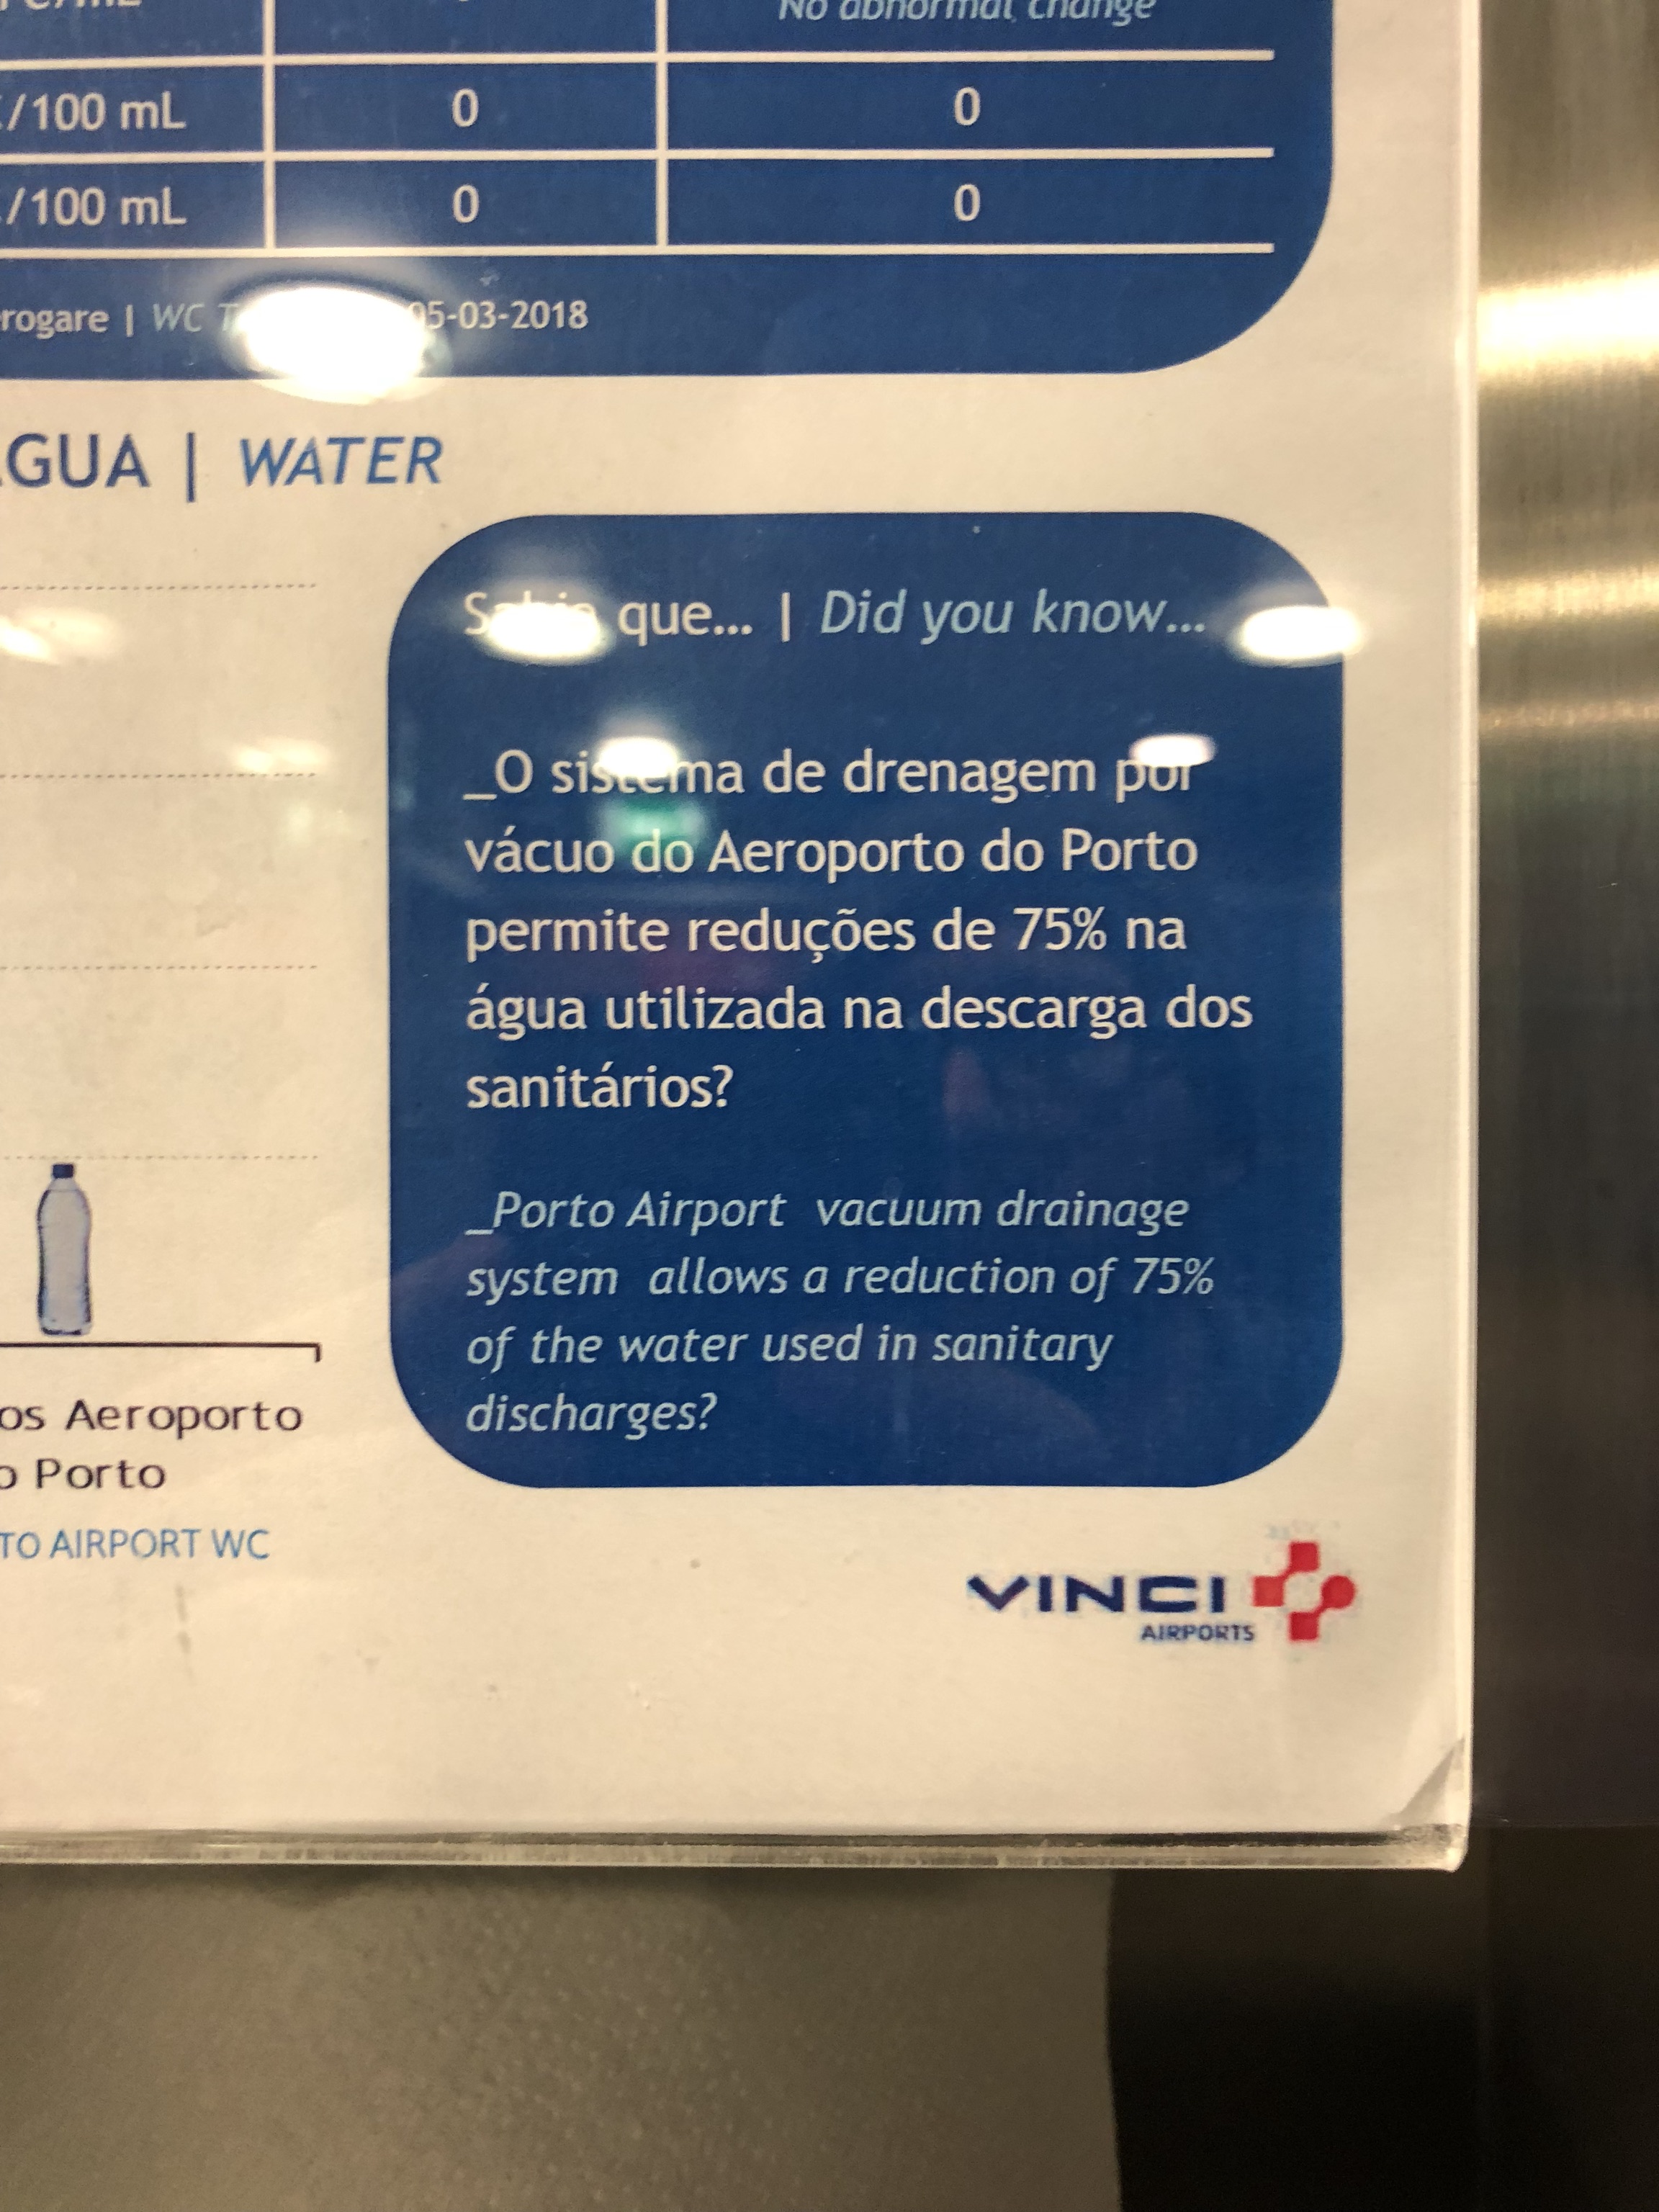 No abnormal change
/100 mL 0 0
/100 mL 0 0
rogare | WC 05-03-2018
ÁGUA | WATER
Sabia que... | Did you know...
_O sistema de drenagem por
vácuo do Aeroporto do Porto
permite reduções de 75% na
água utilizada na descarga dos
sanitários?
_Porto Airport vacuum drainage
system allows a reduction of 75%
of the water used in sanitary
discharges?
os Aeroporto
o Porto
TO AIRPORT WC
VINCI
AIRPORTS